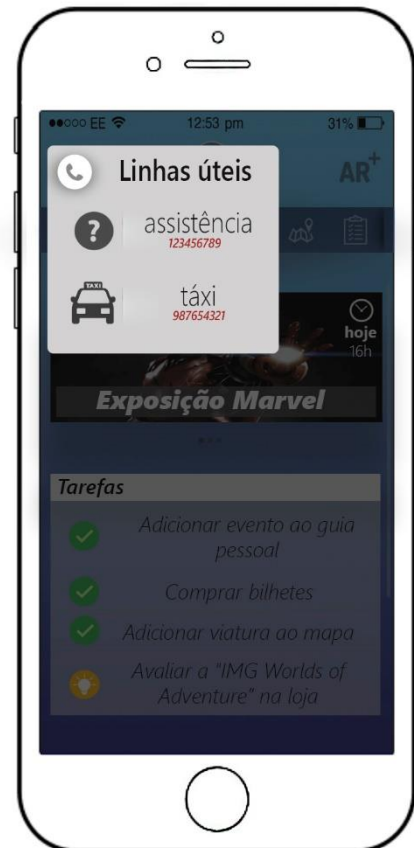 ●●○○○ EE 12:53 pm 31%
Linhas úteis
AR+
assistência
123456789
TAXI
táxi
987654321
hoje
16h
Exposição Marvel
Tarefas
Adicionar evento ao guia
pessoal
Comprar bilhetes
Adicionar viatura ao mapa
Avaliar a "IMG Worlds of
Adventure" na loja